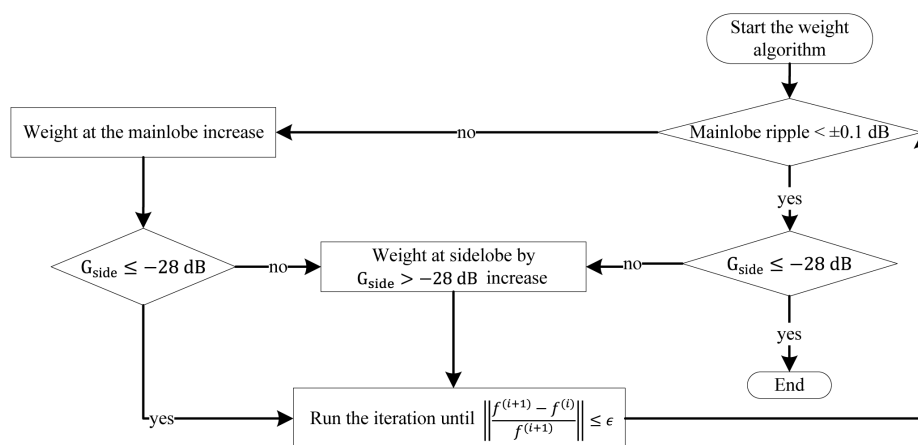 Start the weight
algorithm
Mainlobe ripple < ±0.1 dB
no
Weight at the mainlobe increase
yes
G_side ≤ −28 dB
no
Weight at sidelobe by
G_side > −28 dB increase
no
G_side ≤ −28 dB
yes
End
yes
Run the iteration until ‖(f^(i+1) − f^(i))/f^(i+1)‖ ≤ ϵ